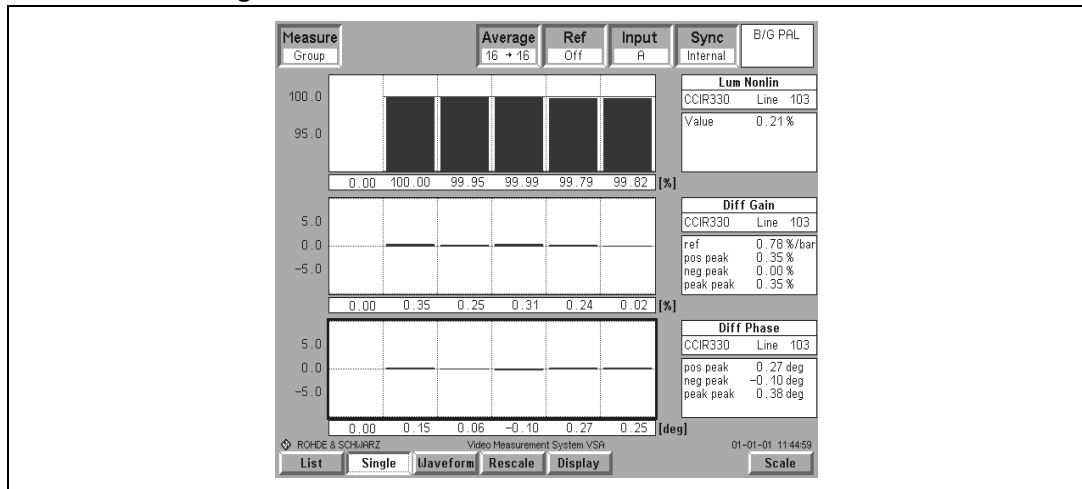 Measure Average Ref Input Sync B/G PAL
Group 16 → 16 Off A Internal
Lum Nonlin
100.0 CCIR330 Line 103
95.0 Value 0.21 %
0.00 100.00 99.95 99.99 99.79 99.82 [%]
Diff Gain
5.0 CCIR330 Line 103
0.0 ref 0.78 %/bar
pos peak 0.35 %
-5.0 neg peak 0.00 %
peak peak 0.35 %
0.00 0.35 0.25 0.31 0.24 0.02 [%]
Diff Phase
5.0 CCIR330 Line 103
0.0 pos peak 0.27 deg
neg peak -0.10 deg
-5.0 peak peak 0.38 deg
0.00 0.15 0.06 -0.10 0.27 0.25 [deg]
ROHDE & SCHWARZ Video Measurement System VSA 01-01-01 11:44:59
List Single Waveform Rescale Display Scale